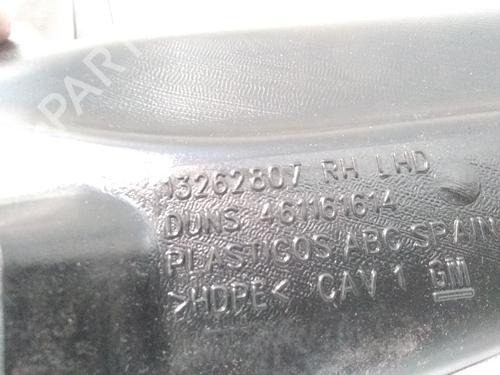 13262807 RH LHD
DUNS 461161614
PLASTICOS ABC SPAIN
>HDPE< CAV 1 GM